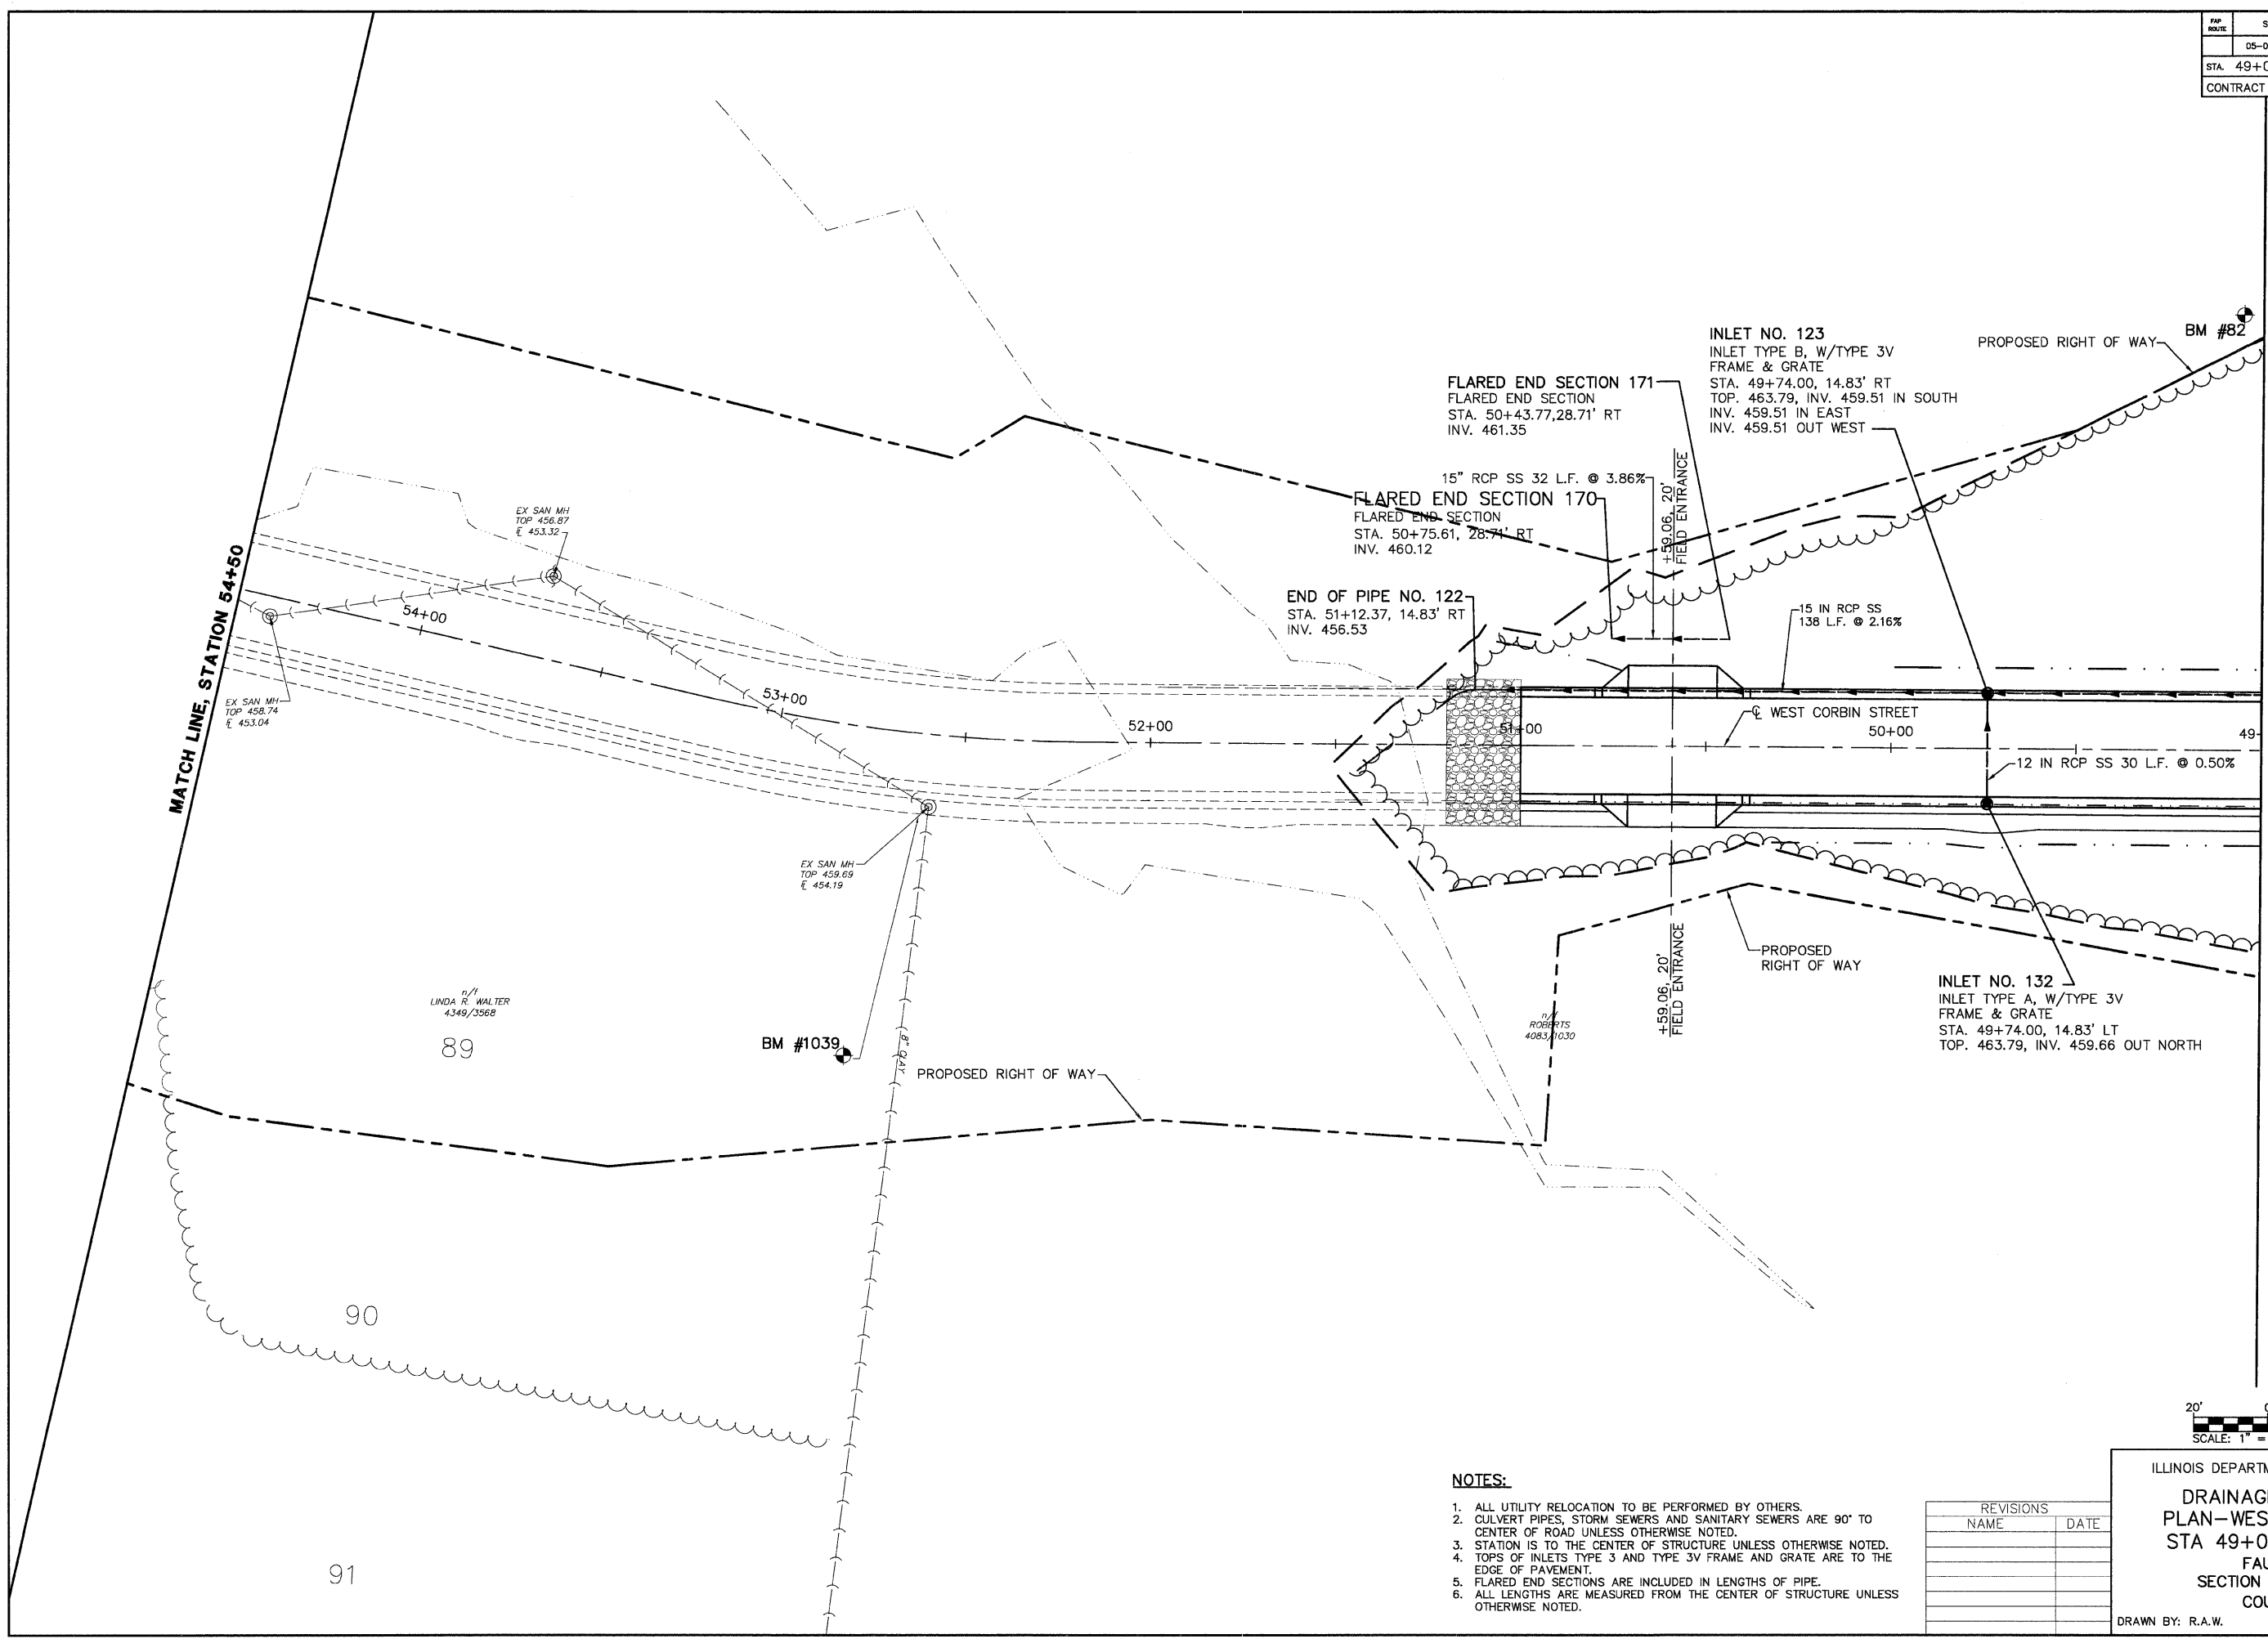 FAP
ROUTE
05-0
STA. 49+0
CONTRACT
BM #82
PROPOSED RIGHT OF WAY
INLET NO. 123
INLET TYPE B, W/TYPE 3V
FRAME & GRATE
STA. 49+74.00, 14.83' RT
TOP. 463.79, INV. 459.51 IN SOUTH
INV. 459.51 IN EAST
INV. 459.51 OUT WEST
FLARED END SECTION 171
FLARED END SECTION
STA. 50+43.77,28.71' RT
INV. 461.35
15" RCP SS 32 L.F. @ 3.86%
FLARED END SECTION 170
FLARED END SECTION
STA. 50+75.61, 28.71' RT
INV. 460.12
+59.06, 20'
FIELD ENTRANCE
END OF PIPE NO. 122
STA. 51+12.37, 14.83' RT
INV. 456.53
15 IN RCP SS
138 L.F. @ 2.16%
EX SAN MH
TOP 456.87
FL 453.32
MATCH LINE, STATION 54+50
54+00
53+00
52+00
51+00
50+00
49-
CL WEST CORBIN STREET
12 IN RCP SS 30 L.F. @ 0.50%
EX SAN MH
TOP 458.74
FL 453.04
EX SAN MH
TOP 459.69
FL 454.19
PROPOSED
RIGHT OF WAY
+59.06, 20'
FIELD ENTRANCE
INLET NO. 132
INLET TYPE A, W/TYPE 3V
FRAME & GRATE
STA. 49+74.00, 14.83' LT
TOP. 463.79, INV. 459.66 OUT NORTH
n/f
LINDA R. WALTER
4349/3568
89
BM #1039
8" CLAY
PROPOSED RIGHT OF WAY
n/f
ROBERTS
4083/1030
90
91
20'
SCALE: 1" =
NOTES:
1. ALL UTILITY RELOCATION TO BE PERFORMED BY OTHERS.
2. CULVERT PIPES, STORM SEWERS AND SANITARY SEWERS ARE 90° TO
CENTER OF ROAD UNLESS OTHERWISE NOTED.
3. STATION IS TO THE CENTER OF STRUCTURE UNLESS OTHERWISE NOTED.
4. TOPS OF INLETS TYPE 3 AND TYPE 3V FRAME AND GRATE ARE TO THE
EDGE OF PAVEMENT.
5. FLARED END SECTIONS ARE INCLUDED IN LENGTHS OF PIPE.
6. ALL LENGTHS ARE MEASURED FROM THE CENTER OF STRUCTURE UNLESS
OTHERWISE NOTED.
REVISIONS
NAME DATE
ILLINOIS DEPARTM
DRAINAG
PLAN-WES
STA 49+0
FAU
SECTION
COU
DRAWN BY: R.A.W.